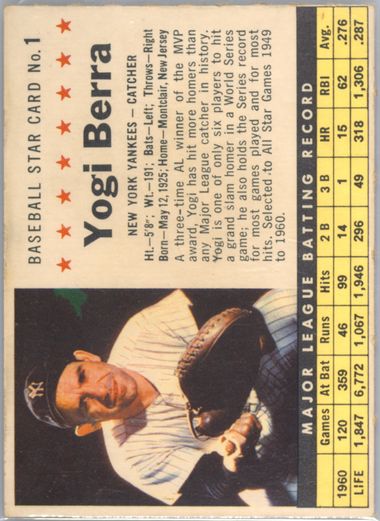 BASEBALL STAR CARD No. 1
Yogi Berra
NEW YORK YANKEES – CATCHER
Ht.—5'8"; Wt.—191; Bats—Left; Throws—Right
Born—May 12, 1925; Home—Montclair, New Jersey
A three-time AL winner of the MVP
award, Yogi has hit more homers than
any Major League catcher in history.
Yogi is one of only six players to hit
a grand slam homer in a World Series
game; he also holds the Series record
for most games played and for most
hits. Selected to All Star Games 1949
to 1960.
MAJOR LEAGUE BATTING RECORD
Games At Bat Runs Hits 2 B 3 B HR RBI Avg.
1960 120 359 46 99 14 1 15 62 .276
LIFE 1,847 6,772 1,067 1,946 296 49 318 1,306 .287